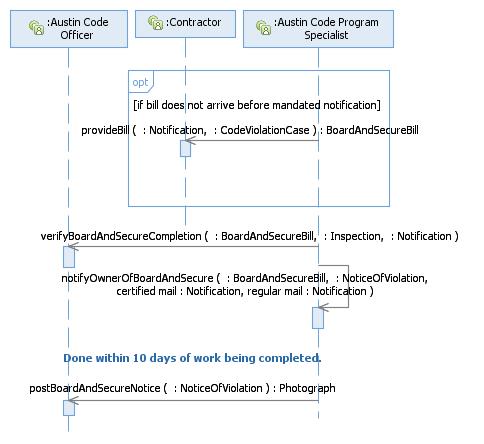 :Austin Code
Officer
:Contractor
:Austin Code Program
Specialist
opt
[if bill does not arrive before mandated notification]
provideBill ( : Notification, : CodeViolationCase ) : BoardAndSecureBill
verifyBoardAndSecureCompletion ( : BoardAndSecureBill, : Inspection, : Notification )
notifyOwnerOfBoardAndSecure ( : BoardAndSecureBill, : NoticeOfViolation,
certified mail : Notification, regular mail : Notification )
Done within 10 days of work being completed.
postBoardAndSecureNotice ( : NoticeOfViolation ) : Photograph